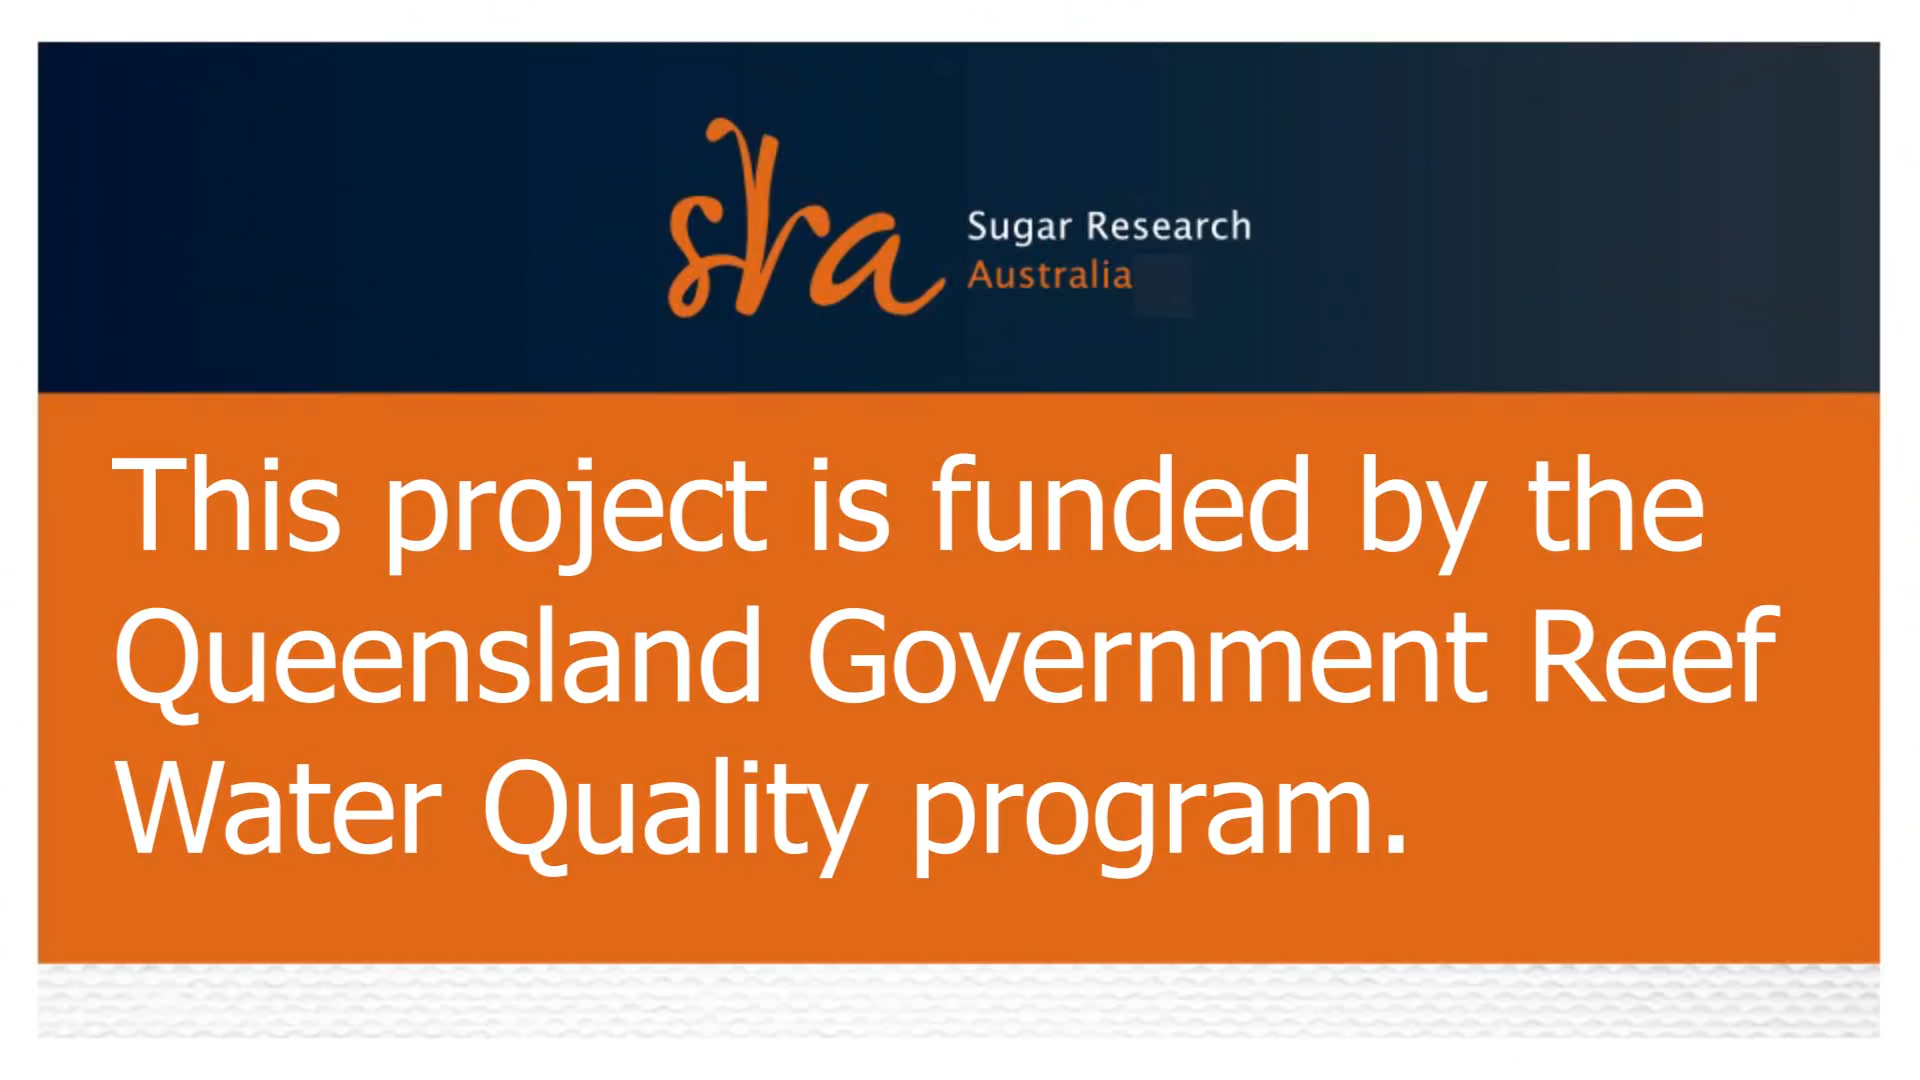 sra
Sugar Research
Australia
This project is funded by the
Queensland Government Reef
Water Quality program.